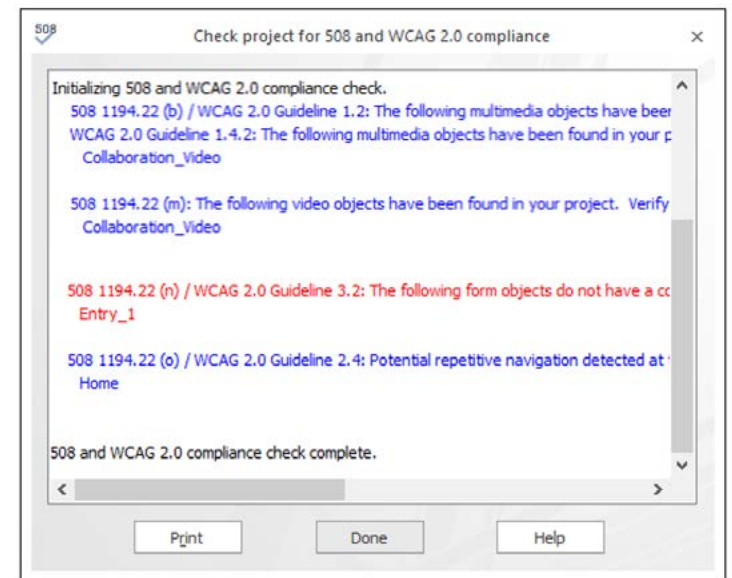 508
Check project for 508 and WCAG 2.0 compliance
Initializing 508 and WCAG 2.0 compliance check.
508 1194.22 (b) / WCAG 2.0 Guideline 1.2: The following multimedia objects have
WCAG 2.0 Guideline 1.4.2: The following multimedia objects have been found in your
Collaboration_Video
508 1194.22 (m): The following video objects have been found in your project. Verify
Collaboration_Video
508 1194.22 (n) / WCAG 2.0 Guideline 3.2: The following form objects do not have a
Entry_1
508 1194.22 (o) / WCAG 2.0 Guideline 2.4: Potential repetitive navigation detected at
Home
508 and WCAG 2.0 compliance check complete.
Print
Done
Help